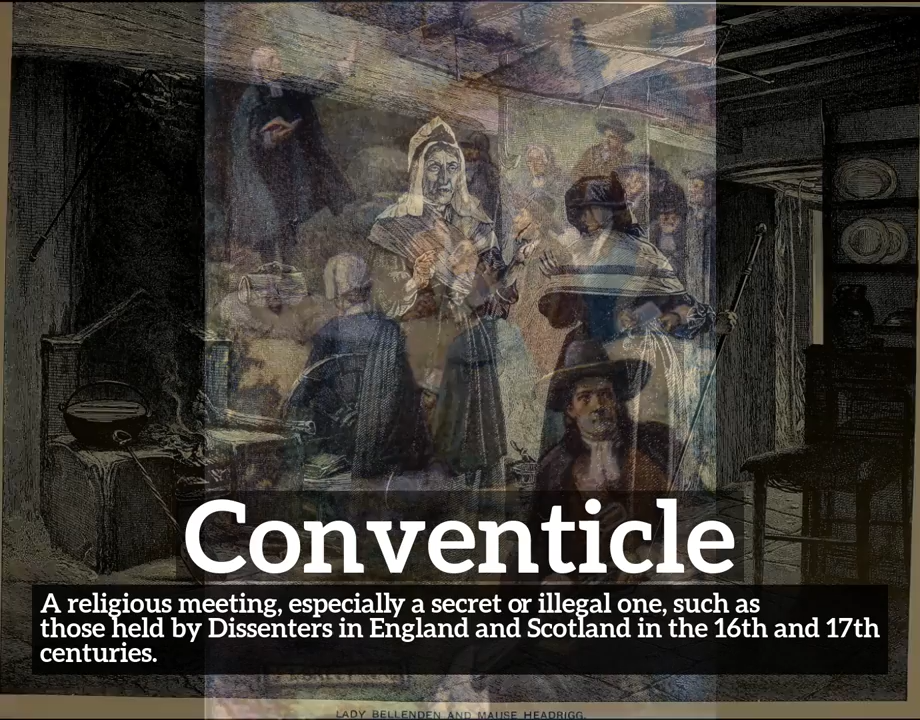 Conventicle
A religious meeting, especially a secret or illegal one, such as
those held by Dissenters in England and Scotland in the 16th and 17th
centuries.
LADY BELLENDEN AND MAUSE HEADRIGG.